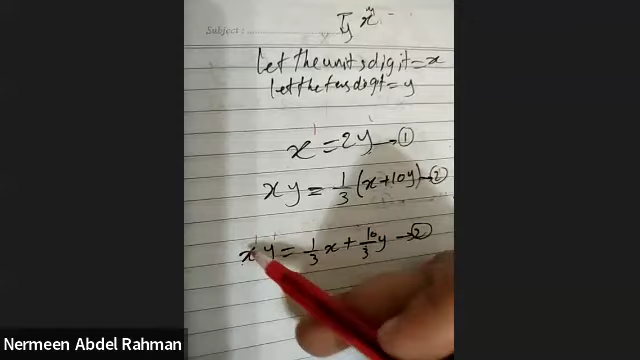 Subject :
T
y x
let the units digit = x
let the tens digit = y
x = 2y → ①
xy = 1/3 (x + 10y) → ②
xy = 1/3 x + 10/3 y → ②
Nermeen Abdel Rahman